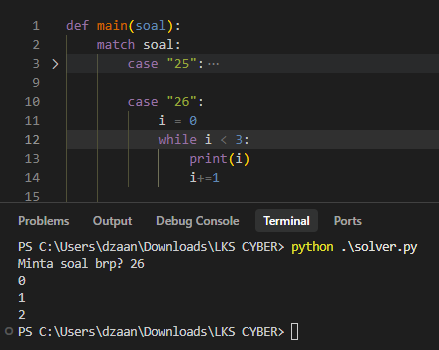 1 def main(soal):
2 match soal:
3 case "25":⋯
9
10 case "26":
11 i = 0
12 while i < 3:
13 print(i)
14 i+=1
15
Problems Output Debug Console Terminal Ports
PS C:\Users\dzaan\Downloads\LKS CYBER> python .\solver.py
Minta soal brp? 26
0
1
2
PS C:\Users\dzaan\Downloads\LKS CYBER>